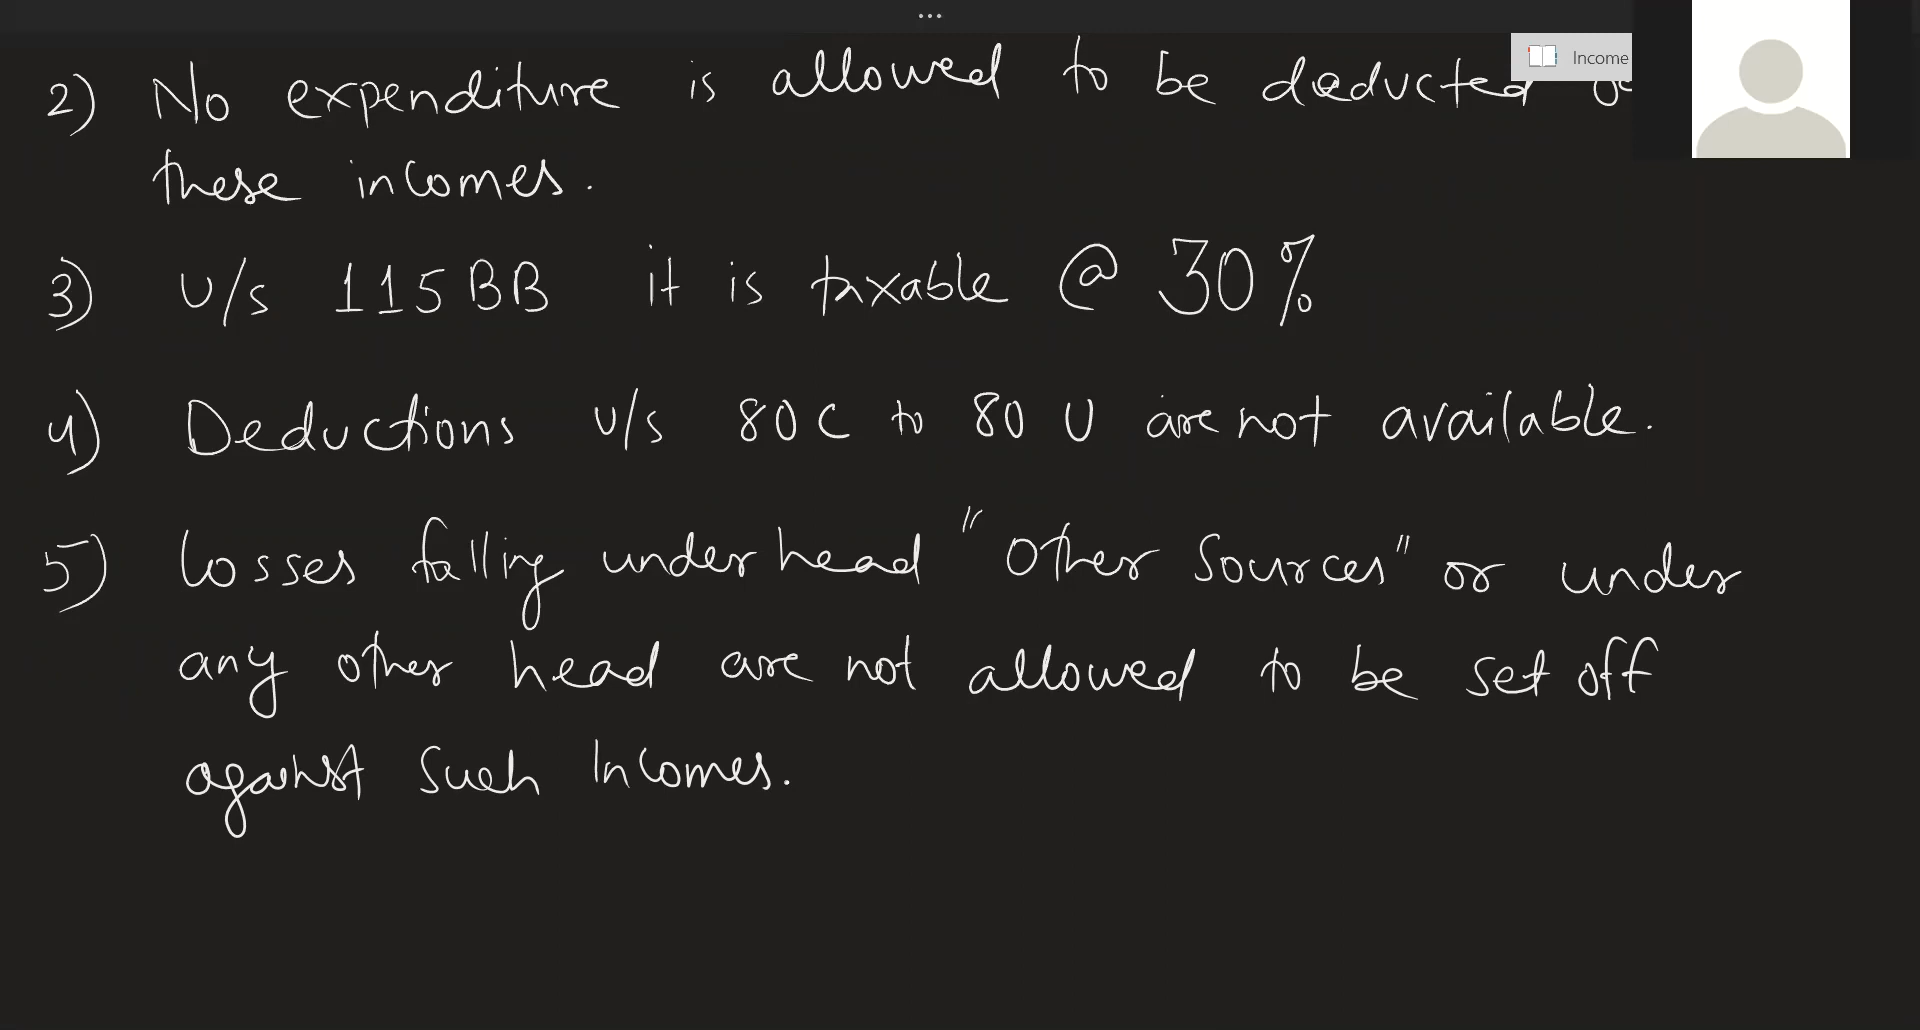 2) No expenditure is allowed to be deducted
Income
these incomes.
3) U/s 115BB it is taxable @ 30%
4) Deductions u/s 80C to 80 U are not available.
5) Losses falling under head "Other Sources" or under
any other head are not allowed to be set off
against such Incomes.